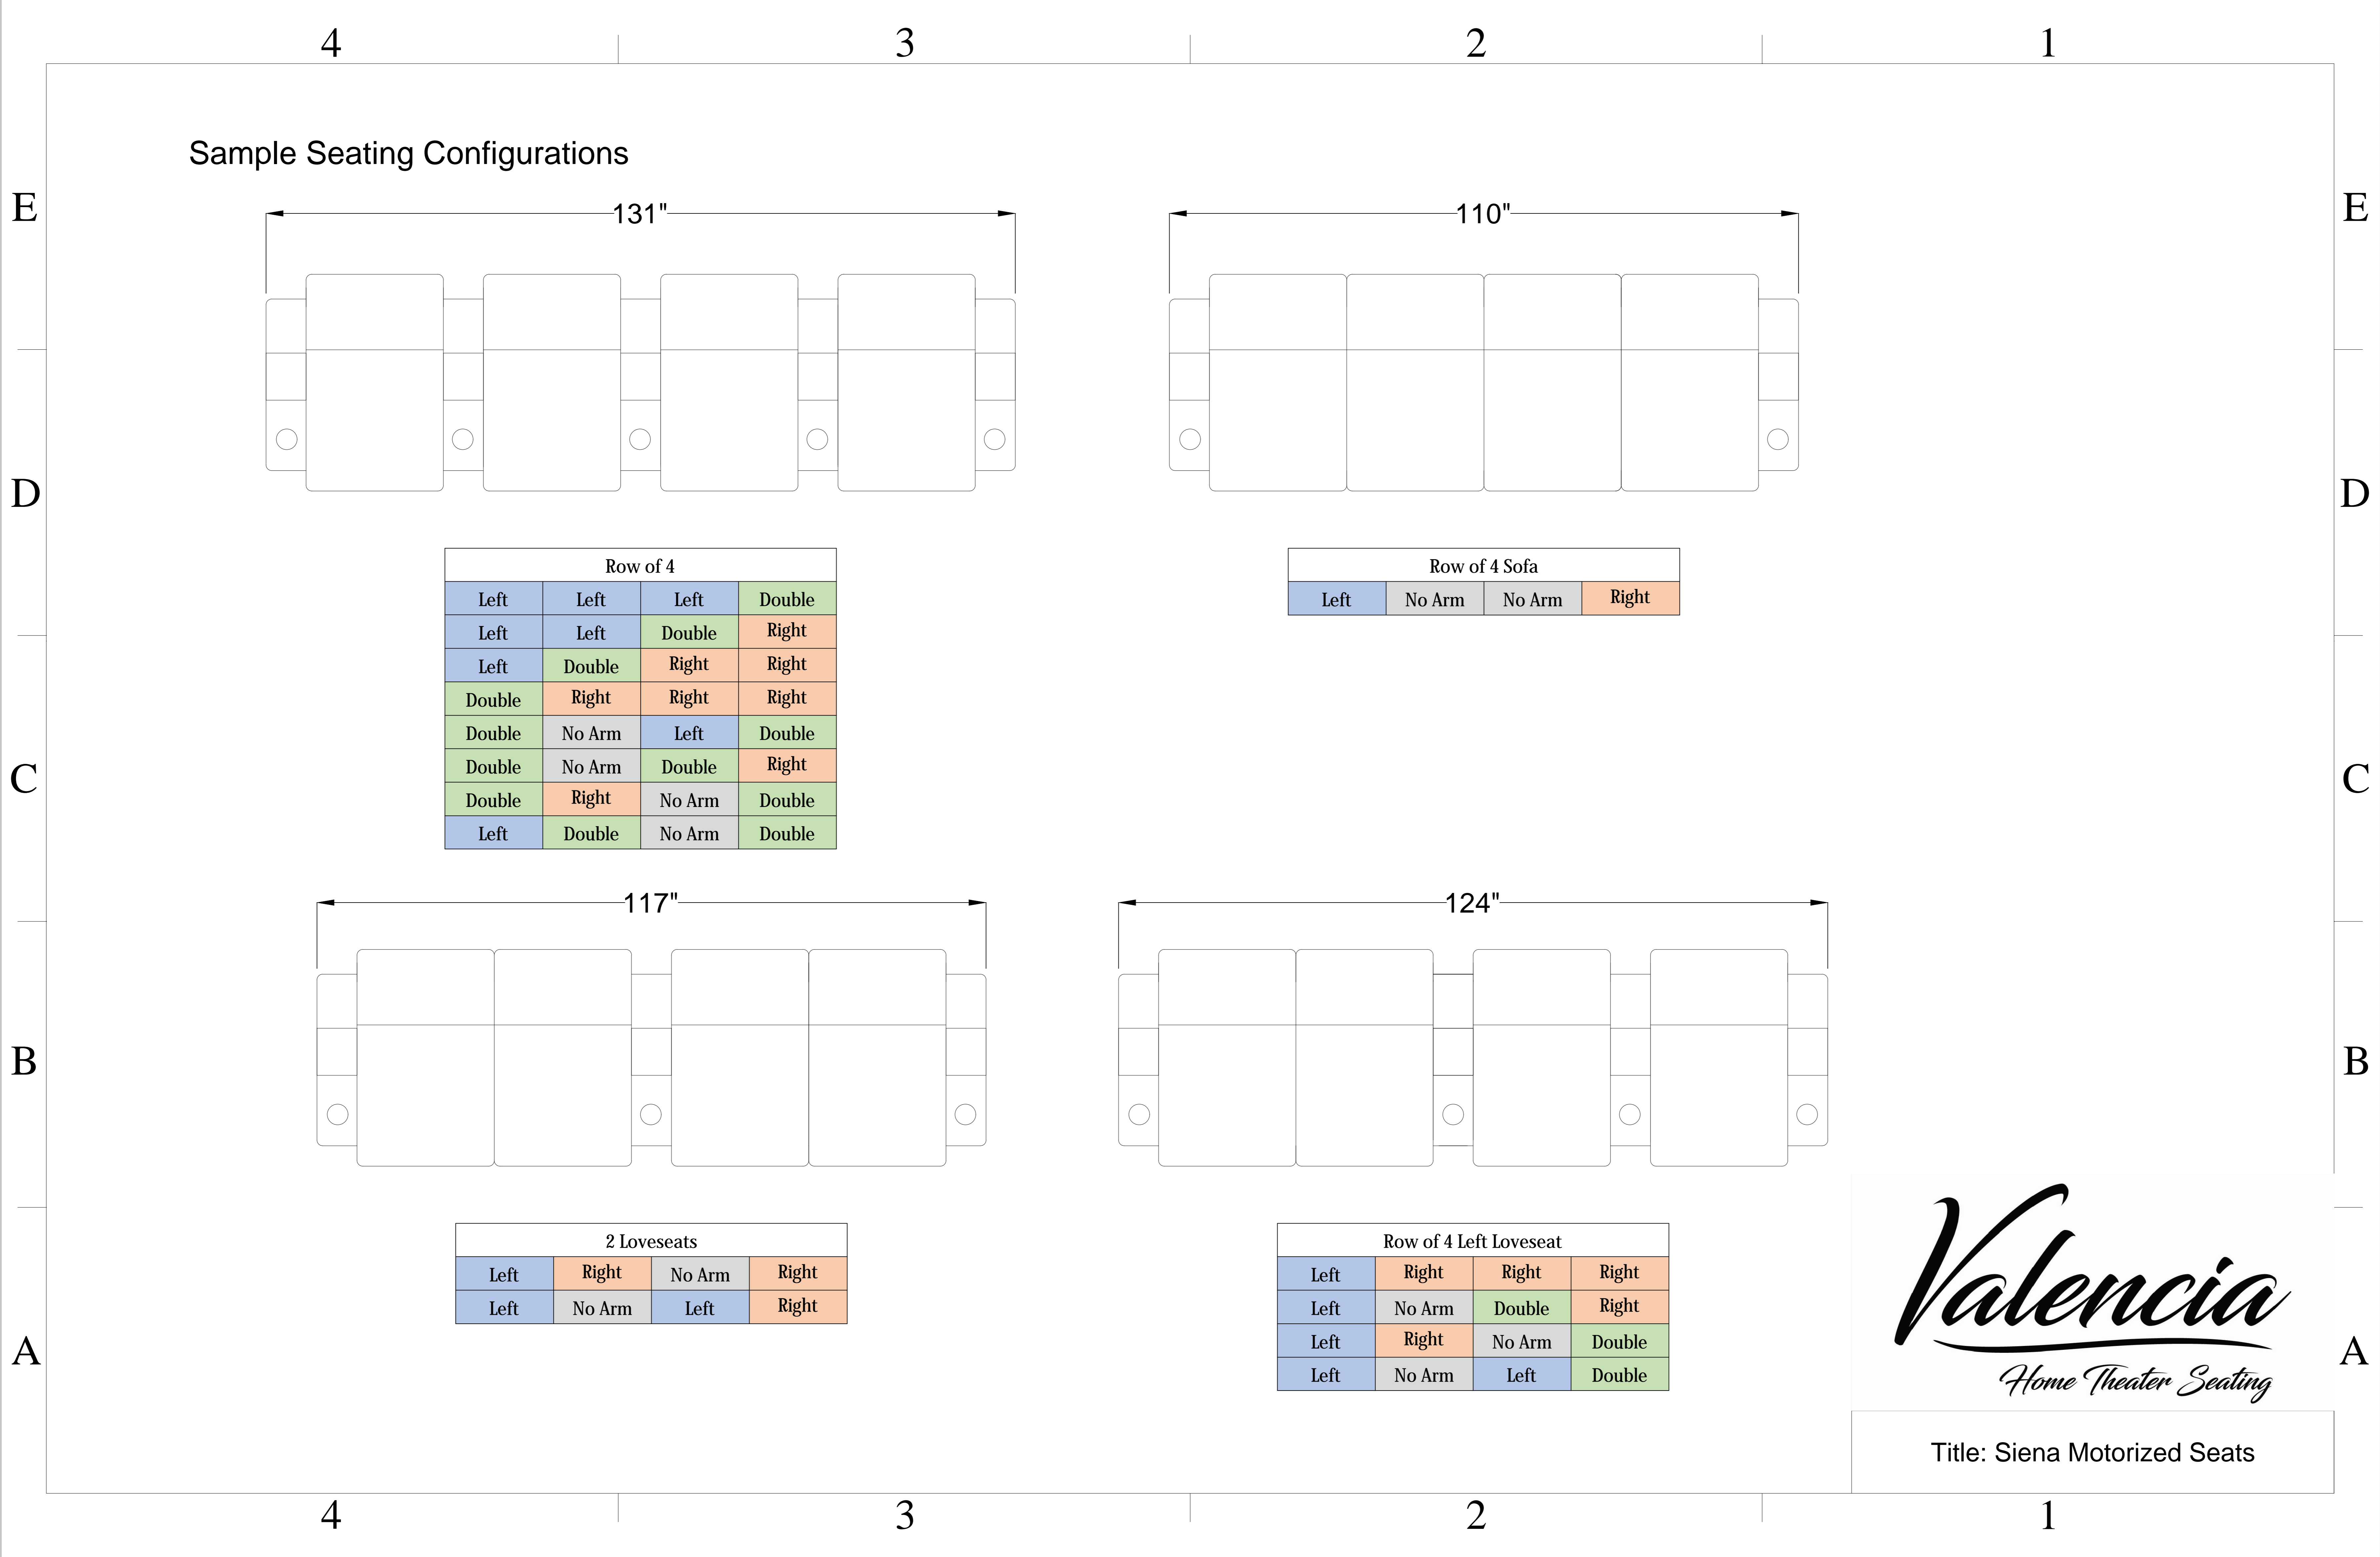 4 3 2 1
Sample Seating Configurations
E E
131" 110"
D D
Row of 4
Left Left Left Double
Left Left Double Right
Left Double Right Right
Double Right Right Right
Double No Arm Left Double
Double No Arm Double Right
Double Right No Arm Double
Left Double No Arm Double
Row of 4 Sofa
Left No Arm No Arm Right
C C
117" 124"
B B
2 Loveseats
Left Right No Arm Right
Left No Arm Left Right
Row of 4 Left Loveseat
Left Right Right Right
Left No Arm Double Right
Left Right No Arm Double
Left No Arm Left Double
A A
Valencia
Home Theater Seating
Title: Siena Motorized Seats
4 3 2 1